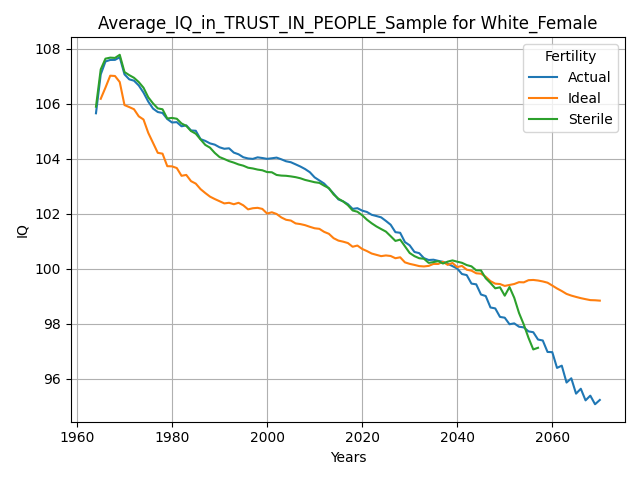 Average_IQ_in_TRUST_IN_PEOPLE_Sample for White_Female
Fertility
Actual
Ideal
Sterile
IQ
108
106
104
102
100
98
96
1960
1980
2000
2020
2040
2060
Years